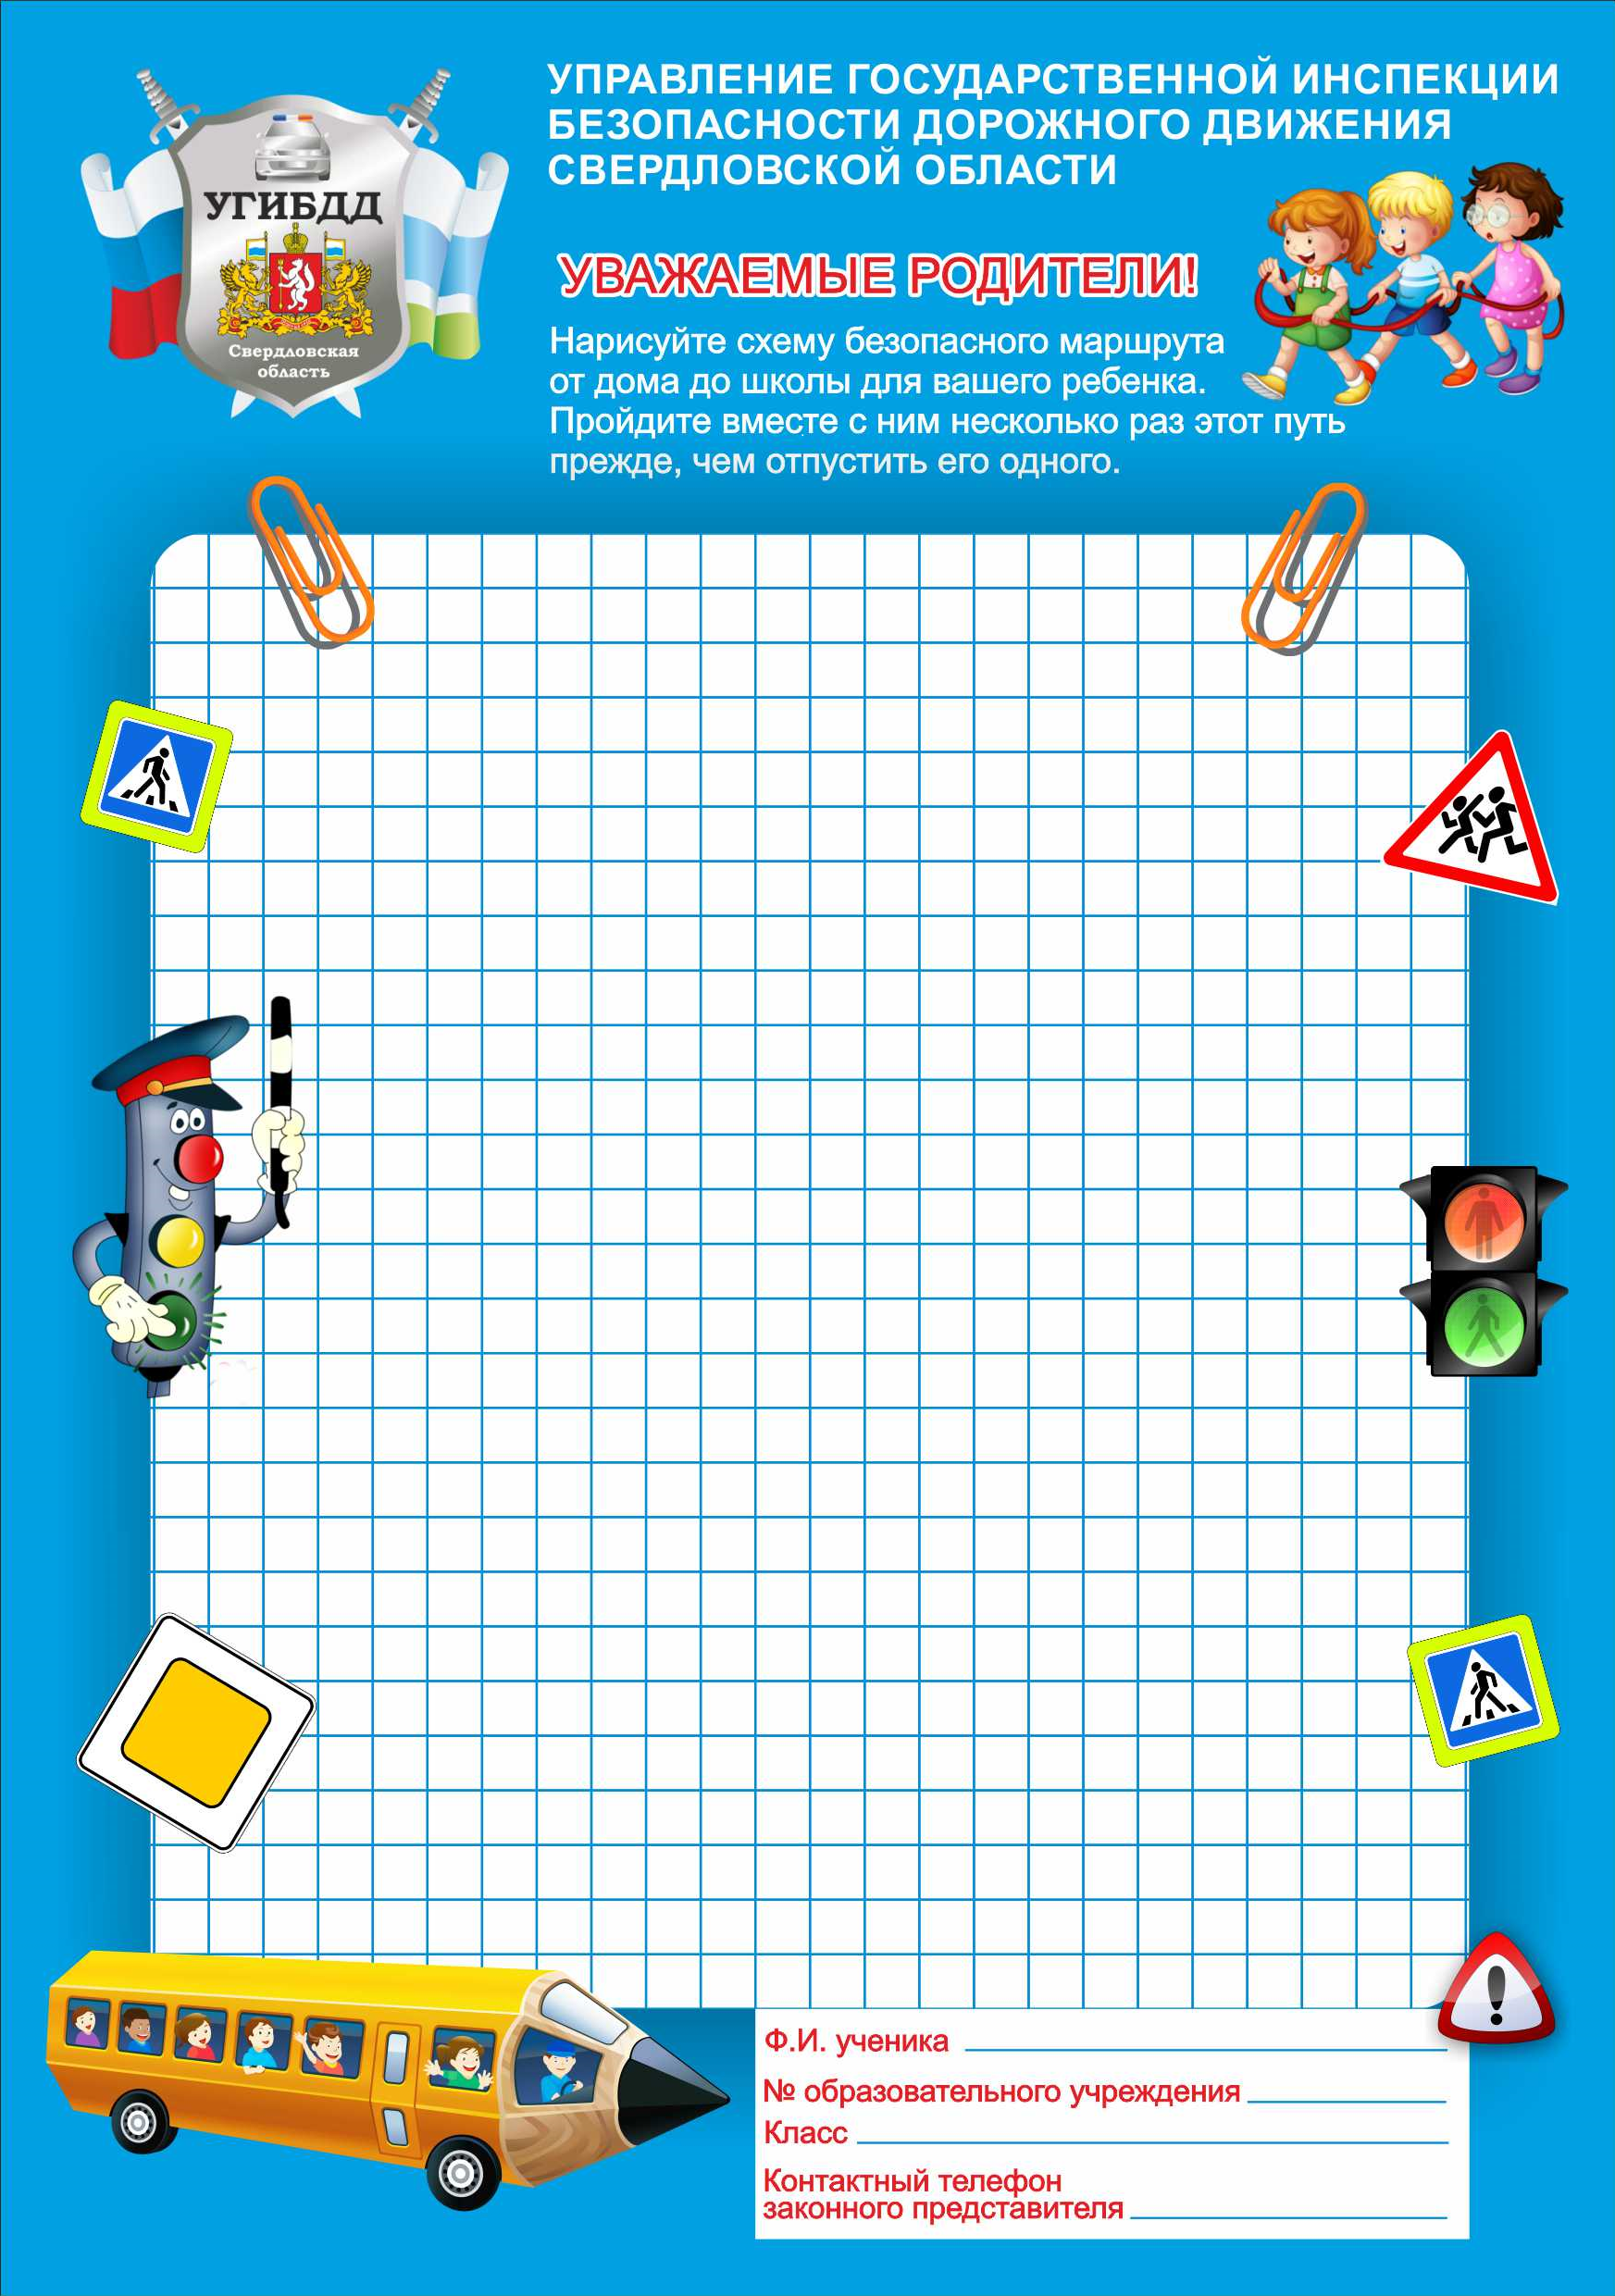 УПРАВЛЕНИЕ ГОСУДАРСТВЕННОЙ ИНСПЕКЦИИ
БЕЗОПАСНОСТИ ДОРОЖНОГО ДВИЖЕНИЯ
СВЕРДЛОВСКОЙ ОБЛАСТИ
УГИБДД
Свердловская
область
УВАЖАЕМЫЕ РОДИТЕЛИ!
Нарисуйте схему безопасного маршрута
от дома до школы для вашего ребенка.
Пройдите вместе с ним несколько раз этот путь
прежде, чем отпустить его одного.
Ф.И. ученика
№ образовательного учреждения
Класс
Контактный телефон
законного представителя